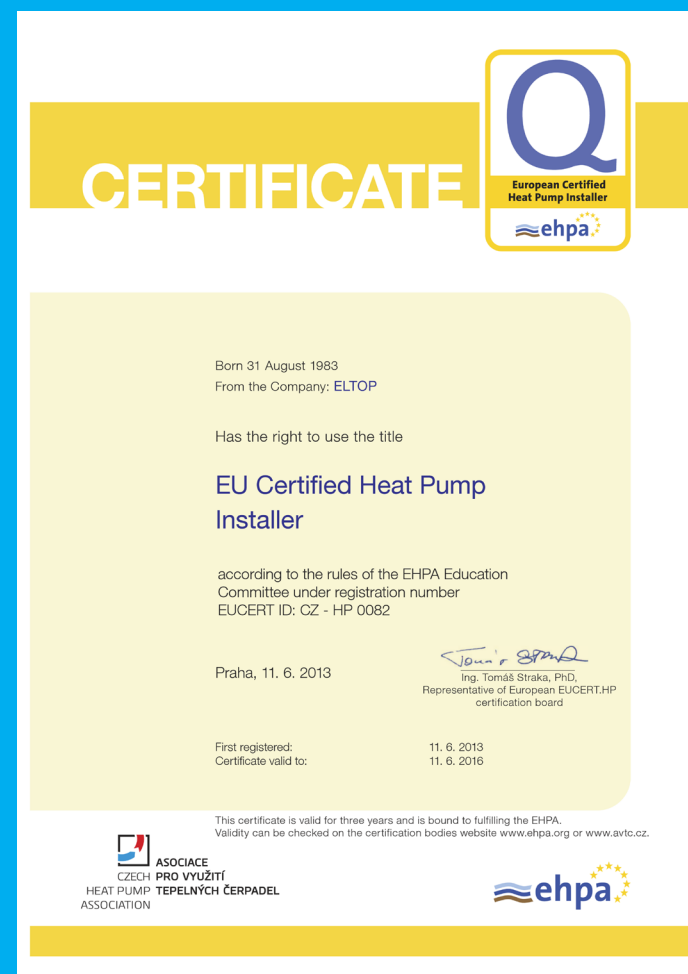 CERTIFICATE
Q
European Certified
Heat Pump Installer
ehpa
Born 31 August 1983
From the Company: ELTOP
Has the right to use the title
EU Certified Heat Pump
Installer
according to the rules of the EHPA Education
Committee under registration number
EUCERT ID: CZ - HP 0082
Praha, 11. 6. 2013
Ing. Tomáš Straka, PhD,
Representative of European EUCERT.HP
certification board
First registered: 11. 6. 2013
Certificate valid to: 11. 6. 2016
This certificate is valid for three years and is bound to fulfilling the EHPA.
Validity can be checked on the certification bodies website www.ehpa.org or www.avtc.cz.
ASOCIACE
CZECH PRO VYUŽITÍ
HEAT PUMP TEPELNÝCH ČERPADEL
ASSOCIATION
ehpa